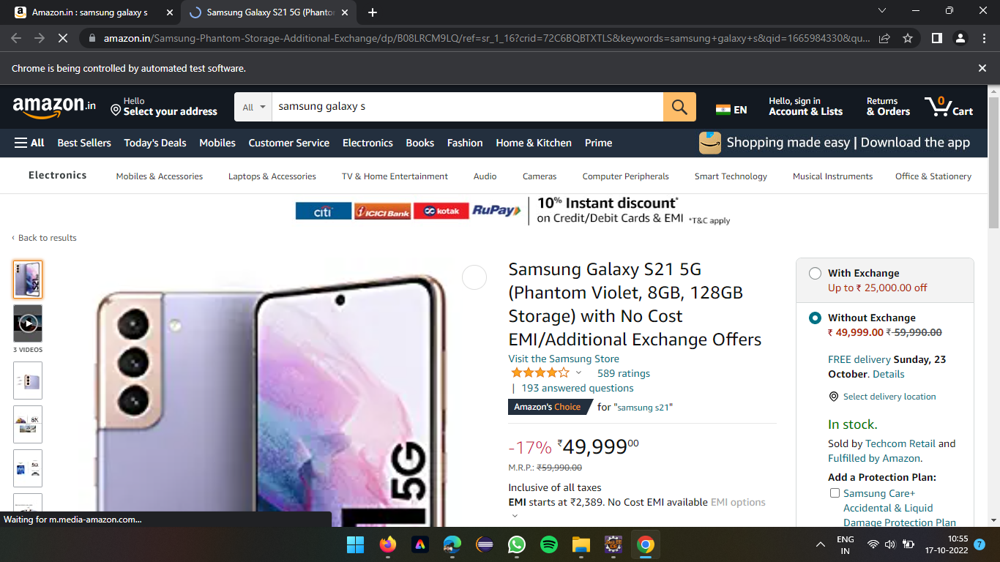 Amazon.in : samsung galaxy s
Samsung Galaxy S21 5G (Phantom
amazon.in/Samsung-Phantom-Storage-Additional-Exchange/dp/B08LRCM9LQ/ref=sr_1_16?crid=72C6BQBTXTLS&keywords=samsung+galaxy+s&qid=1665984330&qu...
Chrome is being controlled by automated test software.
amazon.in
Hello
Select your address
All
samsung galaxy s
EN
Hello, sign in
Account & Lists
Returns
& Orders
0
Cart
All Best Sellers Today's Deals Mobiles Customer Service Electronics Books Fashion Home & Kitchen Prime
Shopping made easy | Download the app
Electronics Mobiles & Accessories Laptops & Accessories TV & Home Entertainment Audio Cameras Computer Peripherals Smart Technology Musical Instruments Office & Stationery
citi ICICI Bank kotak RuPay
10% Instant discount*
on Credit/Debit Cards & EMI *T&C apply
‹ Back to results
S21
3 VIDEOS
8K
5G
5G
Samsung Galaxy S21 5G
(Phantom Violet, 8GB, 128GB
Storage) with No Cost
EMI/Additional Exchange Offers
Visit the Samsung Store
589 ratings
| 193 answered questions
Amazon's Choice for "samsung s21"
-17% ₹49,99900
M.R.P.: ₹59,990.00
Inclusive of all taxes
EMI starts at ₹2,389. No Cost EMI available EMI options
With Exchange
Up to ₹ 25,000.00 off
Without Exchange
₹ 49,999.00 ₹ 59,990.00
FREE delivery Sunday, 23
October. Details
Select delivery location
In stock.
Sold by Techcom Retail and
Fulfilled by Amazon.
Add a Protection Plan:
Samsung Care+
Accidental & Liquid
Damage Protection Plan
Waiting for m.media-amazon.com...
Java EE
IDE
ENG
IN
10:55
17-10-2022
7